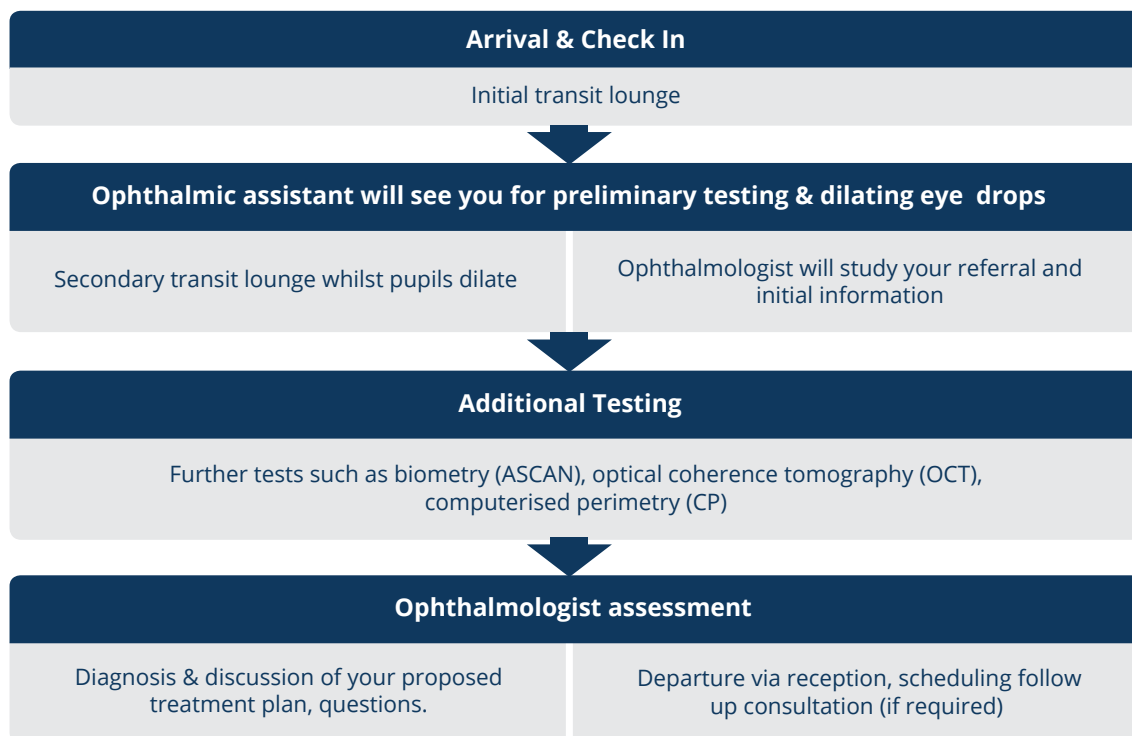 Arrival & Check In
Initial transit lounge
Ophthalmic assistant will see you for preliminary testing & dilating eye drops
Secondary transit lounge whilst pupils dilate
Ophthalmologist will study your referral and
initial information
Additional Testing
Further tests such as biometry (ASCAN), optical coherence tomography (OCT),
computerised perimetry (CP)
Ophthalmologist assessment
Diagnosis & discussion of your proposed
treatment plan, questions.
Departure via reception, scheduling follow
up consultation (if required)